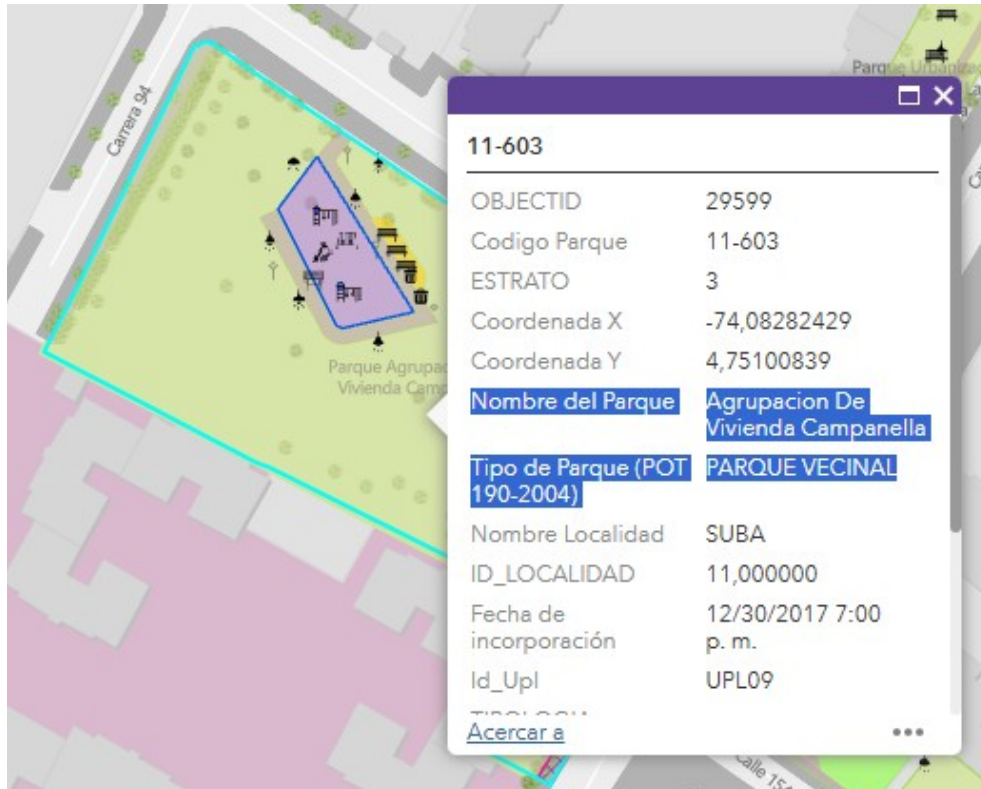 Carrera 94
Parque Urbaniza
Parque Agrupac
Vivienda Camp
11-603
OBJECTID 29599
Codigo Parque 11-603
ESTRATO 3
Coordenada X -74,08282429
Coordenada Y 4,75100839
Nombre del Parque Agrupacion De
Vivienda Campanella
Tipo de Parque (POT PARQUE VECINAL
190-2004)
Nombre Localidad SUBA
ID_LOCALIDAD 11,000000
Fecha de 12/30/2017 7:00
incorporación p. m.
Id_Upl UPL09
Acercar a
Calle 154